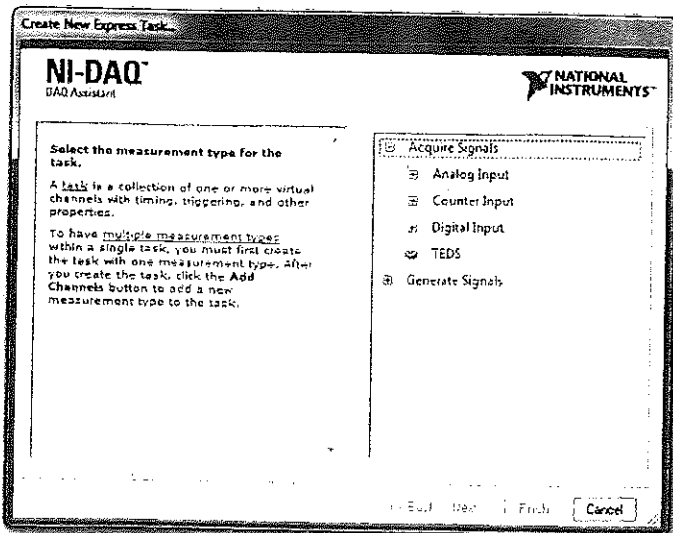 Create New Express Task...
NI-DAQ™
DAQ Assistant
NATIONAL
INSTRUMENTS™
Select the measurement type for the
task.
A task is a collection of one or more virtual
channels with timing, triggering, and other
properties.
To have multiple measurement types
within a single task, you must first create
the task with one measurement type. After
you create the task, click the Add
Channels button to add a new
measurement type to the task.
Acquire Signals
Analog Input
Counter Input
Digital Input
TEDS
Generate Signals
< Back Next Finish Cancel